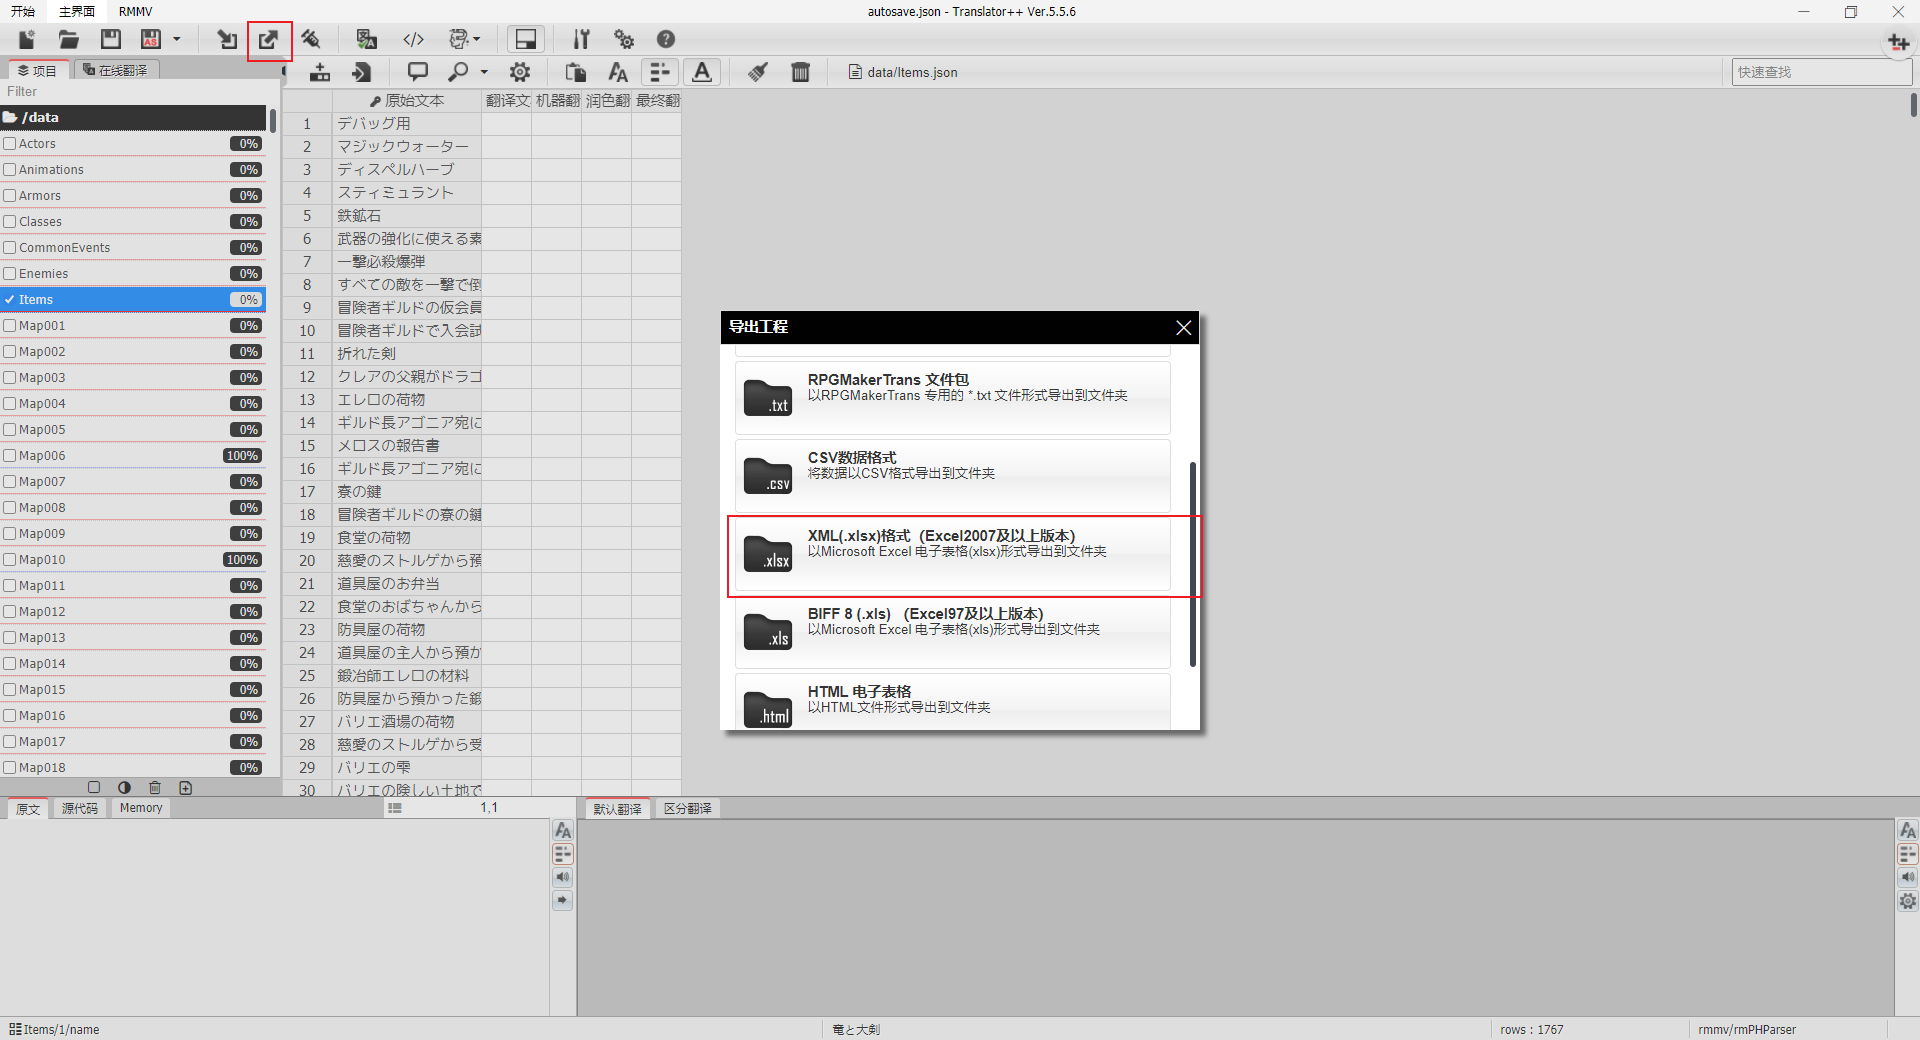 开始 主界面 RMMV
autosave.json - Translator++ Ver.5.5.6
项目 在线翻译
data/Items.json
快速查找
Filter
/data
Actors 0%
Animations 0%
Armors 0%
Classes 0%
CommonEvents 0%
Enemies 0%
Items 0%
Map001 0%
Map002 0%
Map003 0%
Map004 0%
Map005 0%
Map006 100%
Map007 0%
Map008 0%
Map009 0%
Map010 100%
Map011 0%
Map012 0%
Map013 0%
Map014 0%
Map015 0%
Map016 0%
Map017 0%
Map018 0%
原始文本 翻译文 机器翻 润色翻 最终翻
1 デバッグ用
2 マジックウォーター
3 ディスペルハーブ
4 スティミュラント
5 鉄鉱石
6 武器の強化に使える素
7 一撃必殺爆弾
8 すべての敵を一撃で倒
9 冒険者ギルドの仮会員
10 冒険者ギルドで入会試
11 折れた剣
12 クレアの父親がドラゴ
13 エレロの荷物
14 ギルド長アゴニア宛に
15 メロスの報告書
16 ギルド長アゴニア宛に
17 寮の鍵
18 冒険者ギルドの寮の鍵
19 食堂の荷物
20 慈愛のストルゲから預
21 道具屋のお弁当
22 食堂のおばちゃんから
23 防具屋の荷物
24 道具屋の主人から預か
25 鍛冶師エレロの材料
26 防具屋から預かった鍛
27 バリエ酒場の荷物
28 慈愛のストルゲから受
29 バリエの雫
30 バリエの険しい土地で
导出工程
RPGMakerTrans 文件包
以RPGMakerTrans 专用的 *.txt 文件形式导出到文件夹
.txt
CSV数据格式
将数据以CSV格式导出到文件夹
.csv
XML(.xlsx)格式（Excel2007及以上版本）
以Microsoft Excel 电子表格(xlsx)形式导出到文件夹
.xlsx
BIFF 8 (.xls) （Excel97及以上版本）
以Microsoft Excel 电子表格(xls)形式导出到文件夹
.xls
HTML 电子表格
以HTML文件形式导出到文件夹
.html
原文 源代码 Memory
1,1
默认翻译 区分翻译
Items/1/name
竜と大剣
rows : 1767
rmmv/rmPHParser